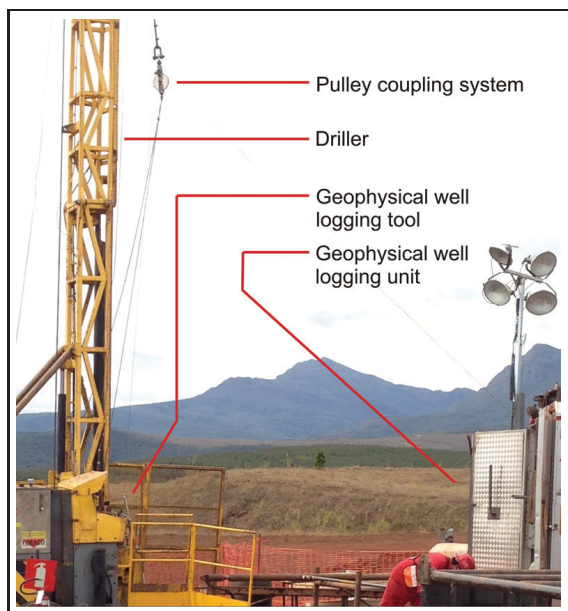 Pulley coupling system
Driller
Geophysical well
logging tool
Geophysical well
logging unit